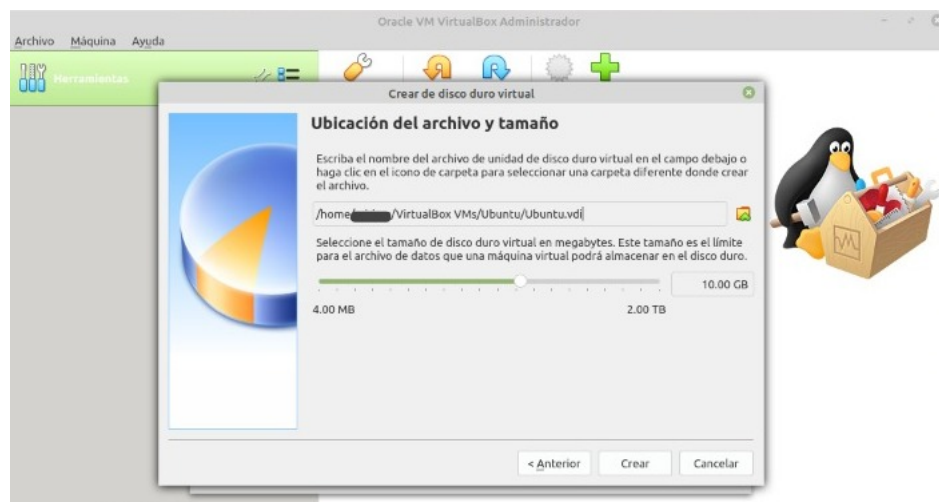 Oracle VM VirtualBox Administrador
Archivo Máquina Ayuda
Herramientas
Crear de disco duro virtual
Ubicación del archivo y tamaño
Escriba el nombre del archivo de unidad de disco duro virtual en el campo debajo o
haga clic en el icono de carpeta para seleccionar una carpeta diferente donde crear
el archivo.
/home/ /VirtualBox VMs/Ubuntu/Ubuntu.vdi
Seleccione el tamaño de disco duro virtual en megabytes. Este tamaño es el límite
para el archivo de datos que una máquina virtual podrá almacenar en el disco duro.
10.00 GB
4.00 MB 2.00 TB
< Anterior Crear Cancelar